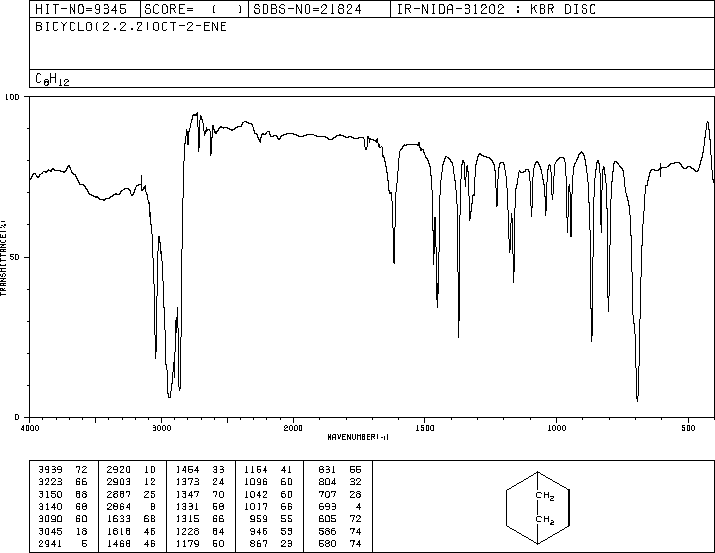 HIT-NO=9345 SCORE= ( ) SDBS-NO=21824 IR-NIDA-31202 : KBR DISC
BICYCLO(2.2.2)OCT-2-ENE
C8H12
100
50
0
TRANSMITTANCE(%)
4000 3000 2000 1500 1000 500
WAVENUMBER(-1)
3939 72 2920 10 1454 33 1164 41 831 55
3223 66 2903 12 1373 24 1096 60 804 32
3150 68 2887 25 1347 70 1042 60 707 28
3140 68 2864 8 1331 58 1017 66 693 4
3090 60 1633 68 1315 66 959 55 605 72
3045 18 1618 46 1228 64 946 53 586 74
2941 5 1468 46 1179 50 867 23 580 74
CH2
CH2